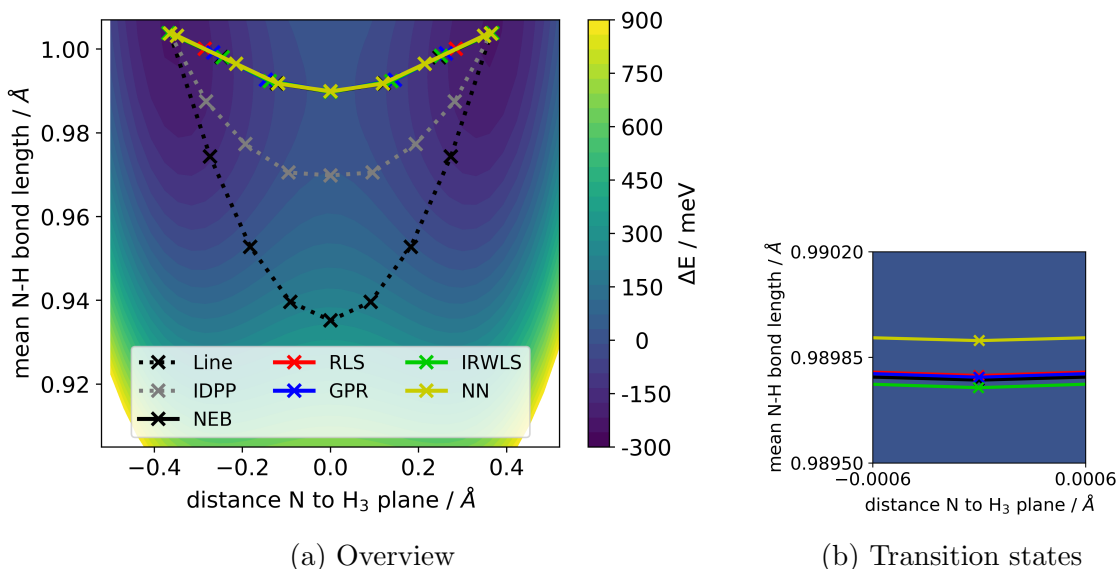 mean N-H bond length / Å
1.00
0.98
0.96
0.94
0.92
−0.4
−0.2
0.0
0.2
0.4
distance N to H₃ plane / Å
Line
IDPP
NEB
RLS
GPR
IRWLS
NN
900
750
600
450
300
150
0
-150
-300
ΔE / meV
(a) Overview
mean N-H bond length / Å
0.99020
0.98985
0.98950
−0.0006
0.0006
distance N to H₃ plane / Å
(b) Transition states